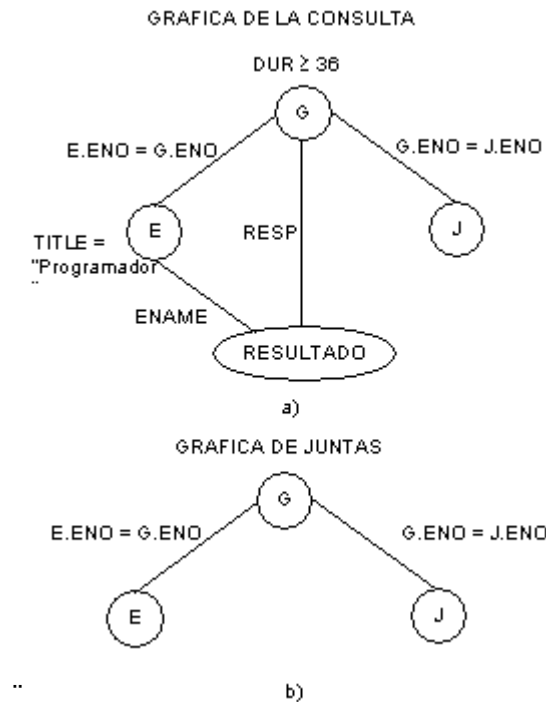 GRAFICA DE LA CONSULTA
DUR ≥ 36
G
E.ENO = G.ENO
G.ENO = J.ENO
E
J
TITLE =
"Programador
"
RESP
ENAME
RESULTADO
a)
GRAFICA DE JUNTAS
G
E.ENO = G.ENO
G.ENO = J.ENO
E
J
"
b)